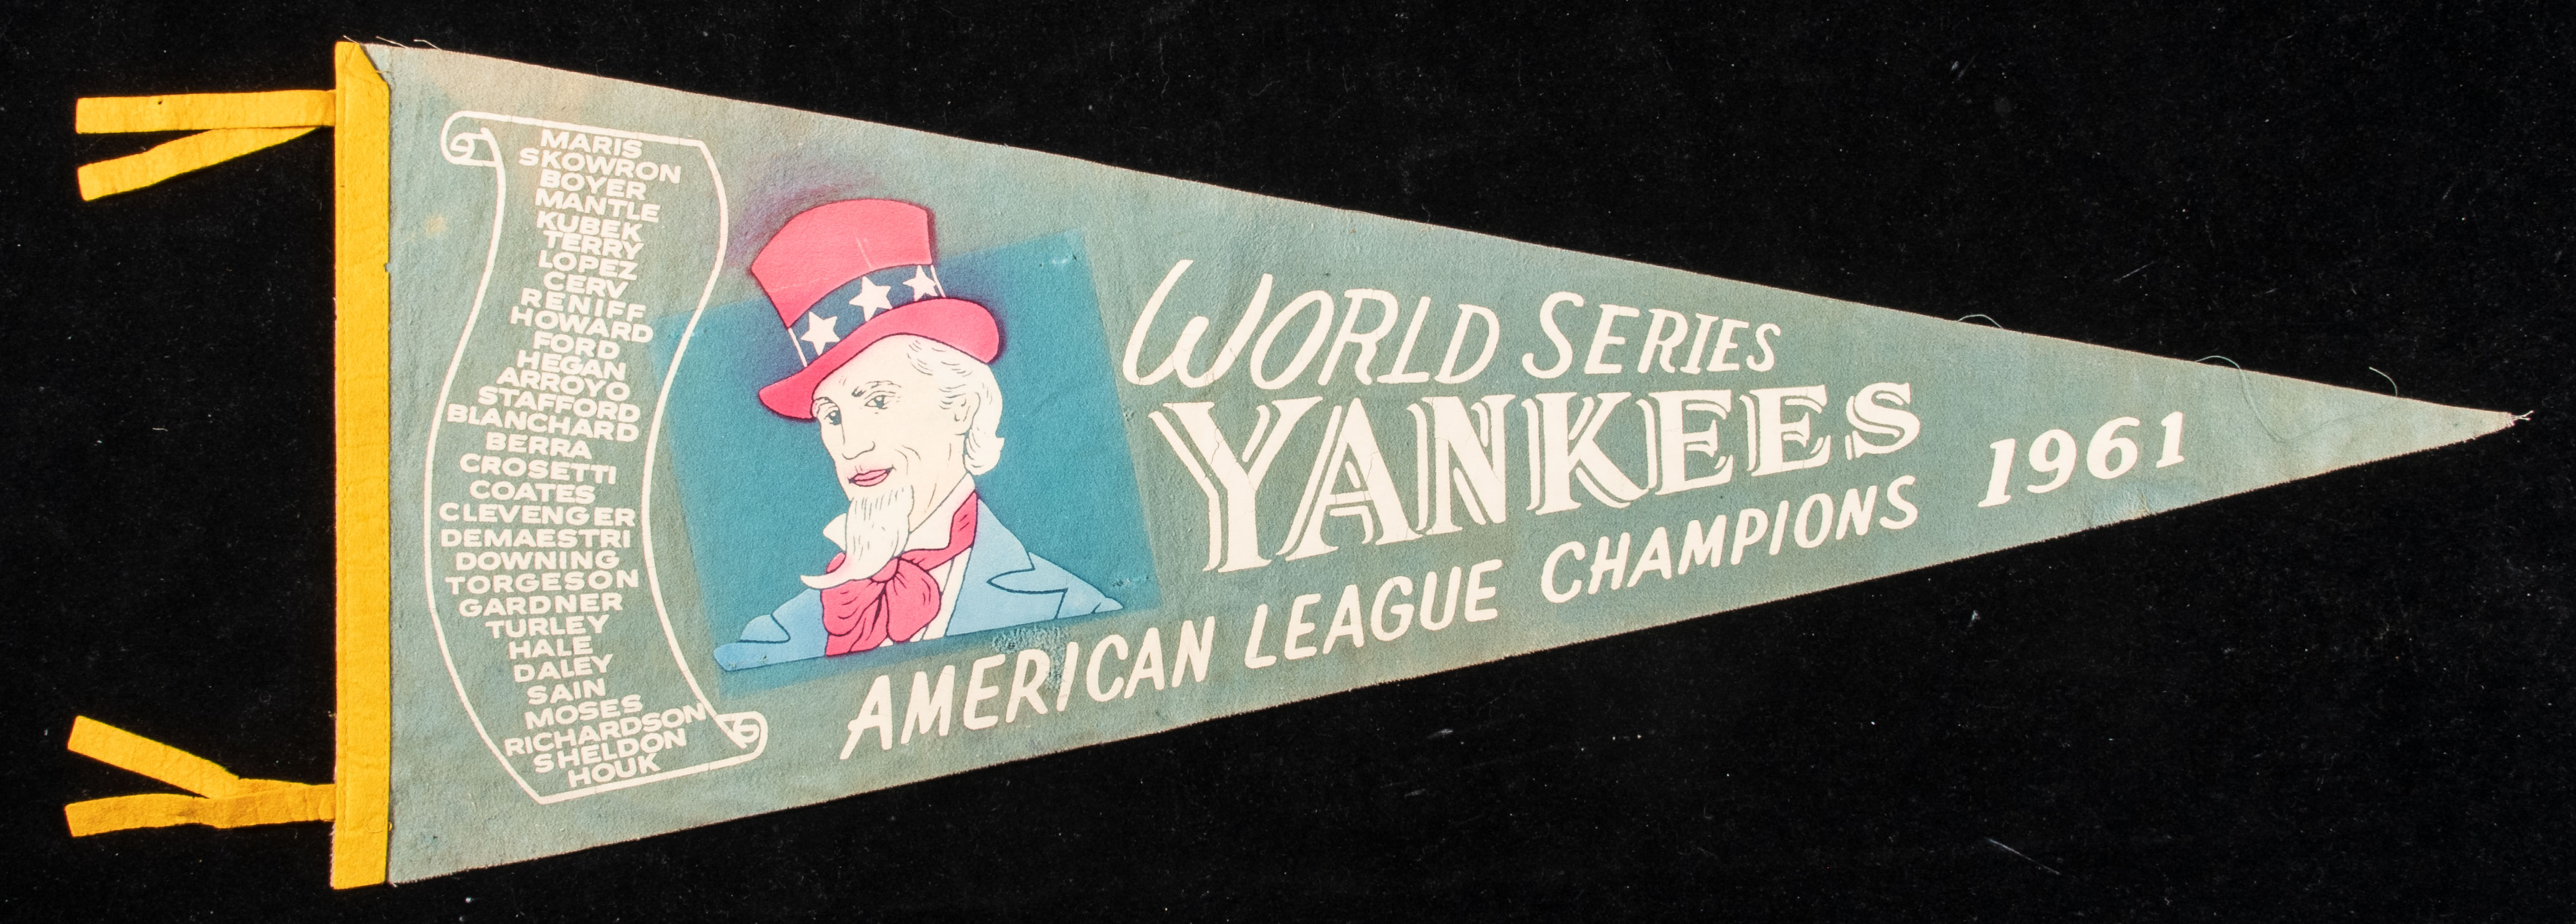 MARIS
SKOWRON
BOYER
MANTLE
KUBEK
TERRY
LOPEZ
CERV
RENIFF
HOWARD
FORD
HEGAN
ARROYO
STAFFORD
BLANCHARD
BERRA
CROSETTI
COATES
CLEVENGER
DEMAESTRI
DOWNING
TORGESON
GARDNER
TURLEY
HALE
DALEY
SAIN
MOSES
RICHARDSON
SHELDON
HOUK
WORLD SERIES
YANKEES
AMERICAN LEAGUE CHAMPIONS 1961